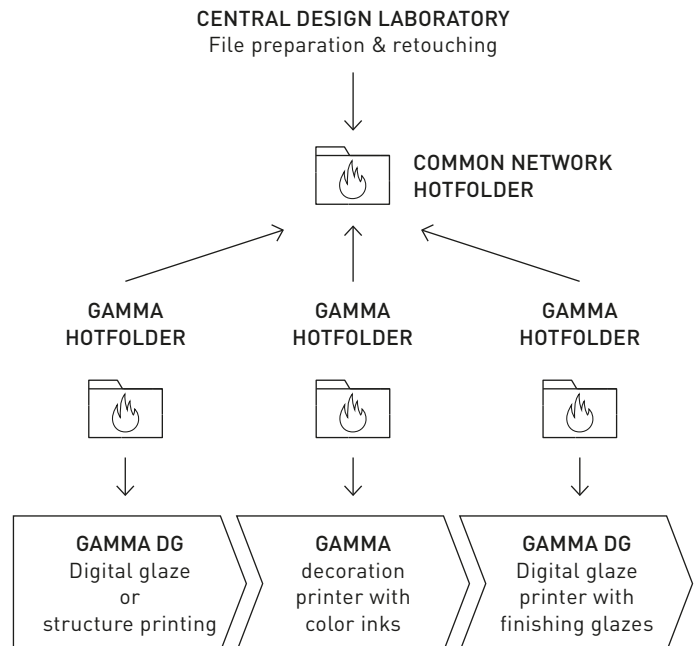 CENTRAL DESIGN LABORATORY
File preparation & retouching
COMMON NETWORK
HOTFOLDER
GAMMA
HOTFOLDER
GAMMA
HOTFOLDER
GAMMA
HOTFOLDER
GAMMA DG
Digital glaze
or
structure printing
GAMMA
decoration
printer with
color inks
GAMMA DG
Digital glaze
printer with
finishing glazes